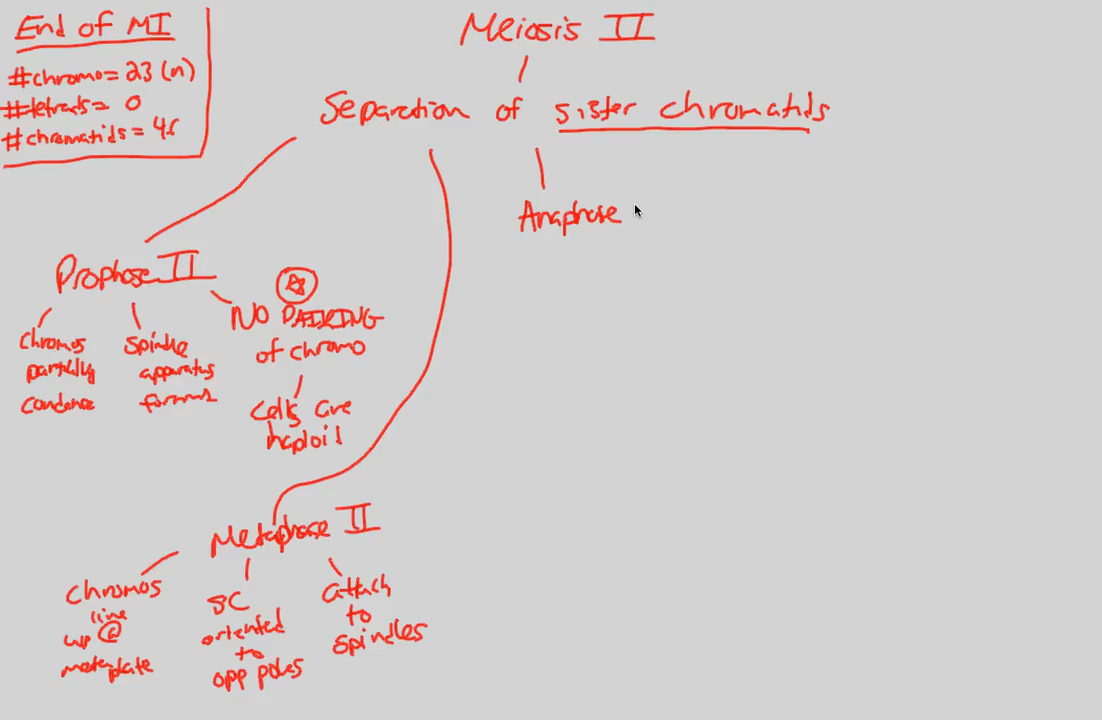 End of MI
#chromo= 23 (n)
#tetrads= 0
#chromatids = 46
Meiosis II
Separation of sister chromatids
Anaphase
Prophase II
Chromos
partially
condense
Spindle
apparatus
forms
NO PAIRING
of chromo
cells are
haploid
Metaphase II
Chromos
line
up @
metaplate
SC
oriented
to
opp poles
attach
to
spindles